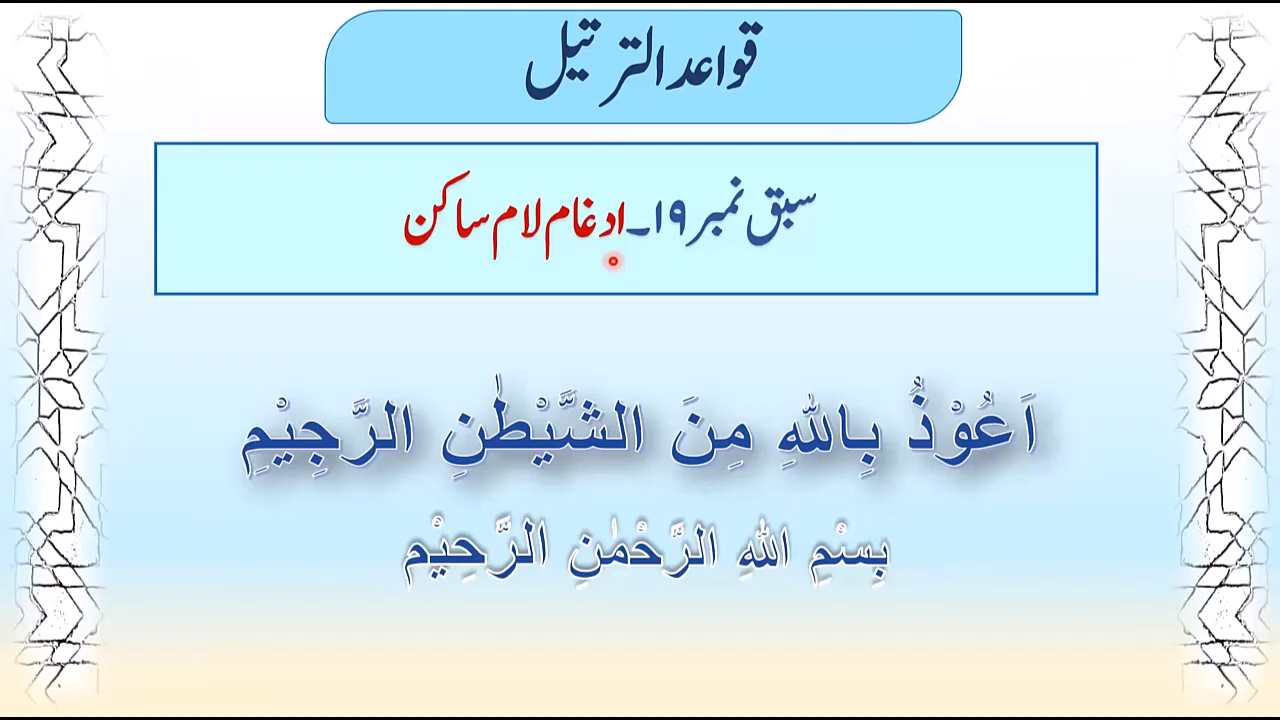 قواعد الترتیل
سبق نمبر ۱۹۔ ادغام لام ساکن
اَعُوْذُ بِاللّٰهِ مِنَ الشَّيْطٰنِ الرَّجِيْمِ
بِسْمِ اللّٰهِ الرَّحْمٰنِ الرَّحِيْم